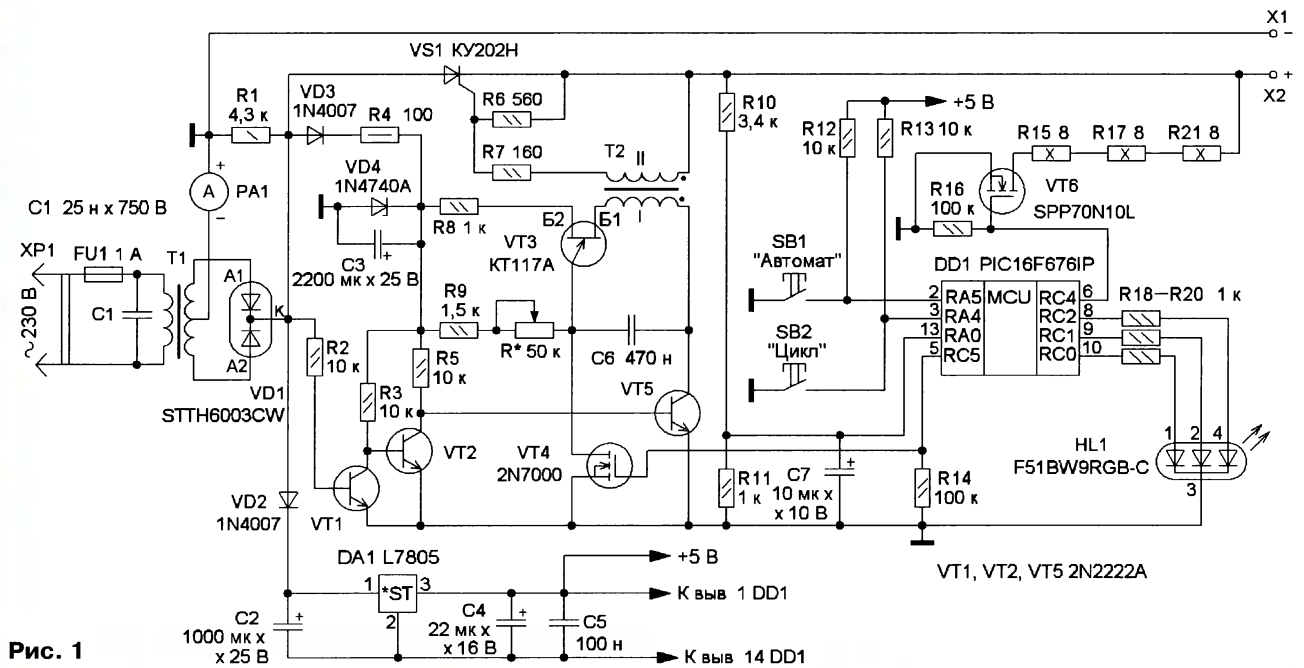 X1
−
VS1 КУ202Н
+
X2
R1
4,3 к
VD3
1N4007
R4 100
R6 560
R7 160
T2
II
I
R10
3,4 к
+5 В
R12
10 к
R13 10 к
R15 8
R17 8
R21 8
VT6
SPP70N10L
R16
100 к
+
A
PA1
−
VD4
1N4740A
C3
2200 мк х 25 В
+
R8 1 к
Б2
Б1
VT3
КТ117А
C1 25 н х 750 В
XP1
FU1 1 А
T1
A1
К
A2
C1
~230 В
VD1
STTH6003CW
R2
10 к
R3
10 к
R9
1,5 к
R* 50 к
R5
10 к
C6 470 н
VT5
SB1
"Автомат"
SB2
"Цикл"
DD1 PIC16F676IP
2
RA5
3
RA4
13
RA0
5
RC5
MCU
RC4
6
RC2
8
RC1
9
RC0
10
R18−R20 1 к
1
2
4
3
HL1
F51BW9RGB-C
VT2
VT4
2N7000
VT1
VD2
1N4007
R11
1 к
C7
10 мк х
х 10 В
+
R14
100 к
VT1, VT2, VT5 2N2222A
DA1 L7805
1
*ST
3
2
+5 В
К выв 1 DD1
C2
1000 мк х
х 25 В
+
C4
22 мк х
х 16 В
+
C5
100 н
К выв 14 DD1
Рис. 1